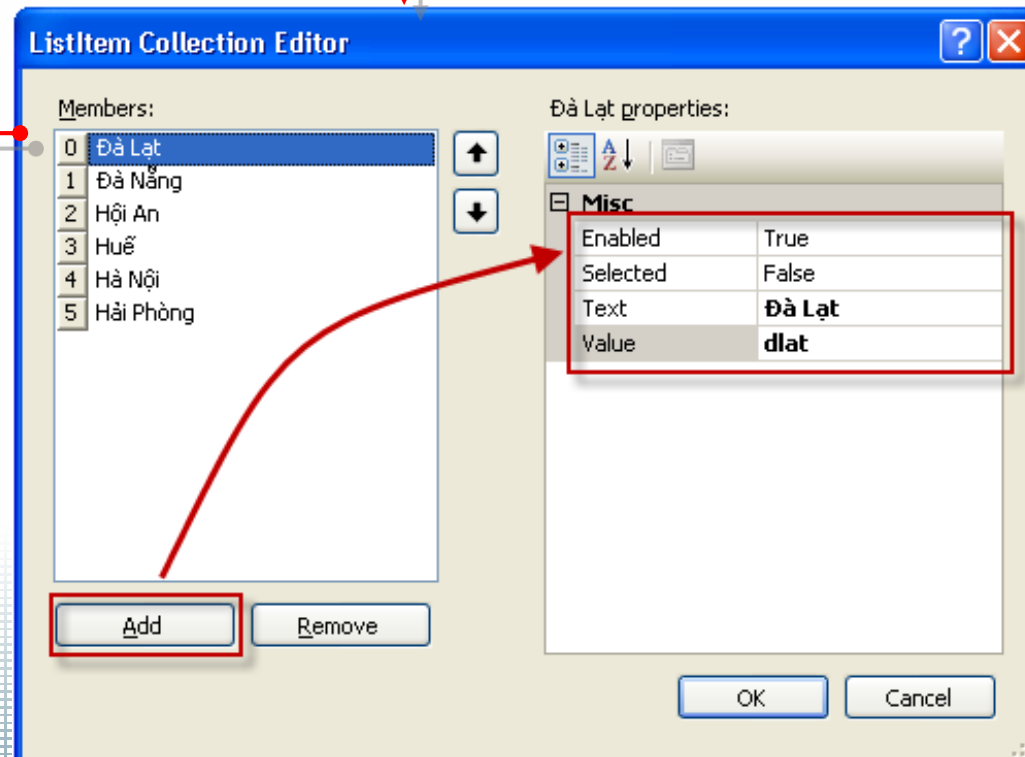 ListItem Collection Editor
Members:
0 Đà Lạt
1 Đà Nẵng
2 Hội An
3 Huế
4 Hà Nội
5 Hải Phòng
Add
Remove
Đà Lạt properties:
Misc
Enabled True
Selected False
Text Đà Lạt
Value dlat
OK
Cancel